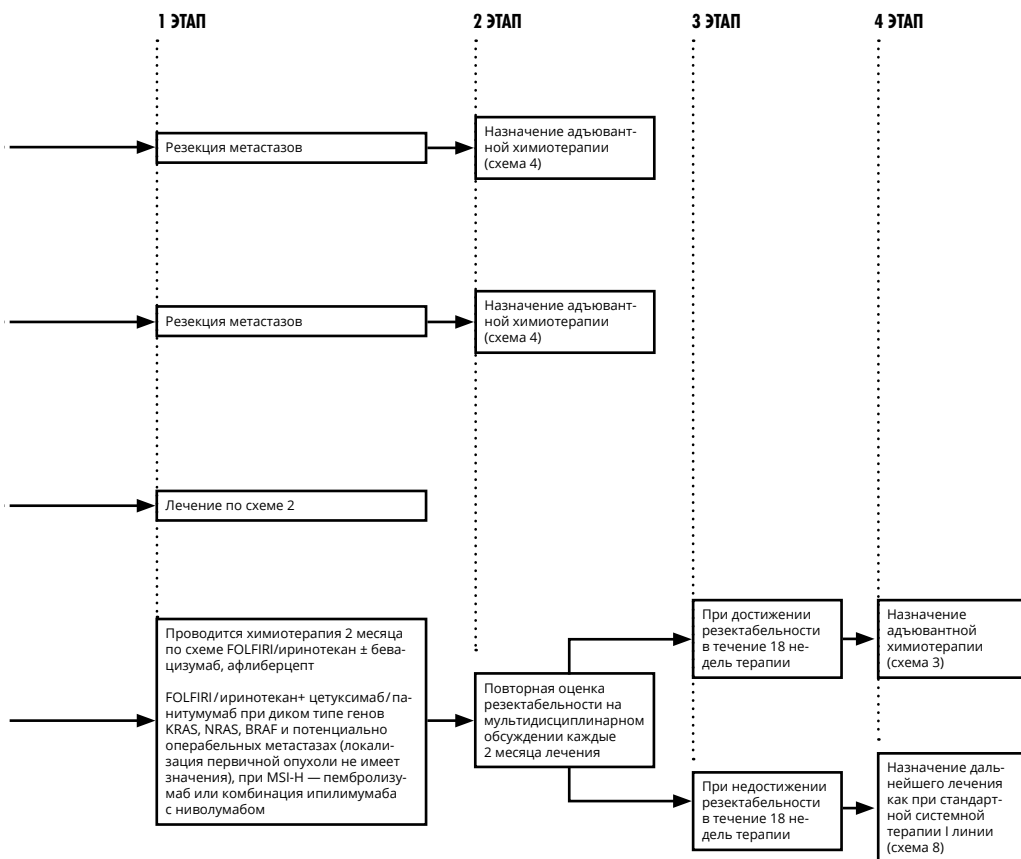 1 ЭТАП
2 ЭТАП
3 ЭТАП
4 ЭТАП
Резекция метастазов
Назначение адъювант-
ной химиотерапии
(схема 4)
Резекция метастазов
Назначение адъювант-
ной химиотерапии
(схема 4)
Лечение по схеме 2
Проводится химиотерапия 2 месяца
по схеме FOLFIRI/иринотекан ± бева-
цизумаб, афлиберцепт
FOLFIRI/иринотекан+ цетуксимаб/па-
нитумумаб при диком типе генов
KRAS, NRAS, BRAF и потенциально
операбельных метастазах (локали-
зация первичной опухоли не имеет
значения), при MSI-H — пембролизу-
маб или комбинация ипилимумаба
с ниволумабом
Повторная оценка
резектабельности на
мультидисциплинарном
обсуждении каждые
2 месяца лечения
При достижении
резектабельности
в течение 18 не-
дель терапии
Назначение
адъювантной
химиотерапии
(схема 3)
При недостижении
резектабельности
в течение 18 не-
дель терапии
Назначение даль-
нейшего лечения
как при стандарт-
ной системной
терапии I линии
(схема 8)